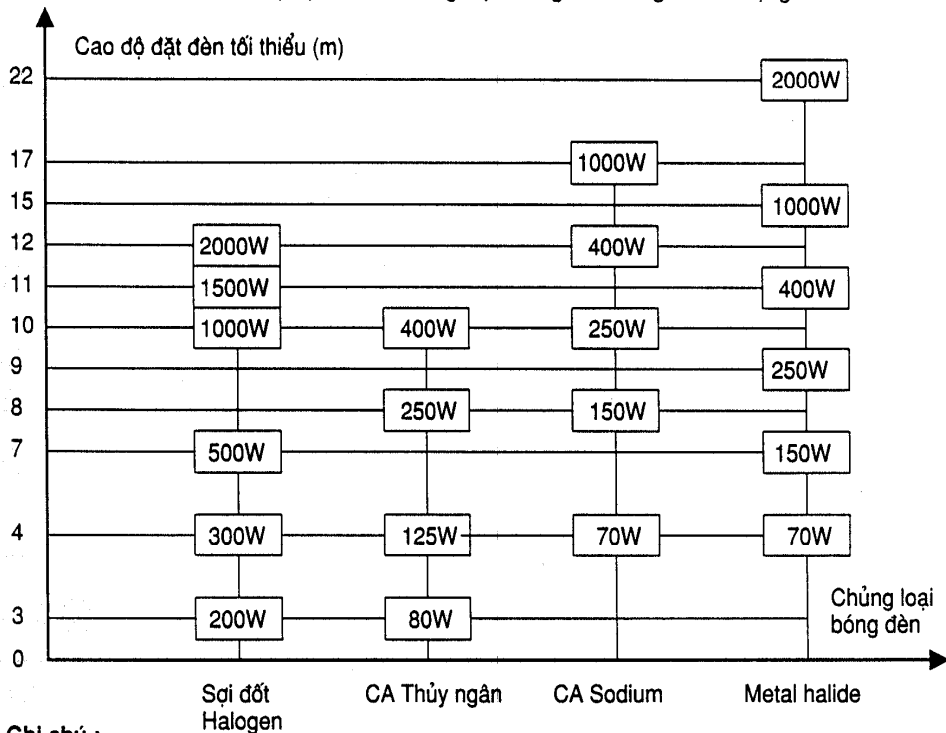 Cao độ đặt đèn tối thiểu (m)
22 2000W
17 1000W
15 1000W
12 2000W 400W
11 1500W 400W
10 1000W 400W 250W
9 250W
8 250W 150W
7 500W 150W
4 300W 125W 70W 70W
3 200W 80W
Chủng loại
bóng đèn
0
Sợi đốt
Halogen
CA Thủy ngân
CA Sodium
Metal halide